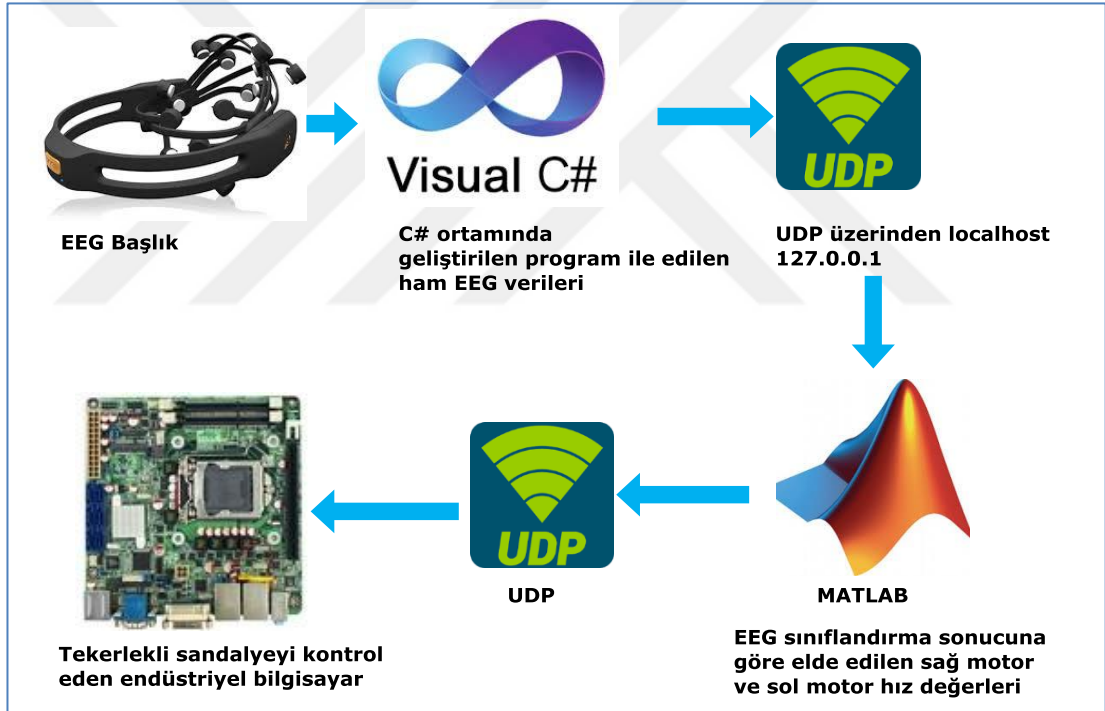 Visual C#
UDP
EEG Başlık
C# ortamında
geliştirilen program ile edilen
ham EEG verileri
UDP üzerinden localhost
127.0.0.1
UDP
UDP
MATLAB
Tekerlekli sandalyeyi kontrol
eden endüstriyel bilgisayar
EEG sınıflandırma sonucuna
göre elde edilen sağ motor
ve sol motor hız değerleri